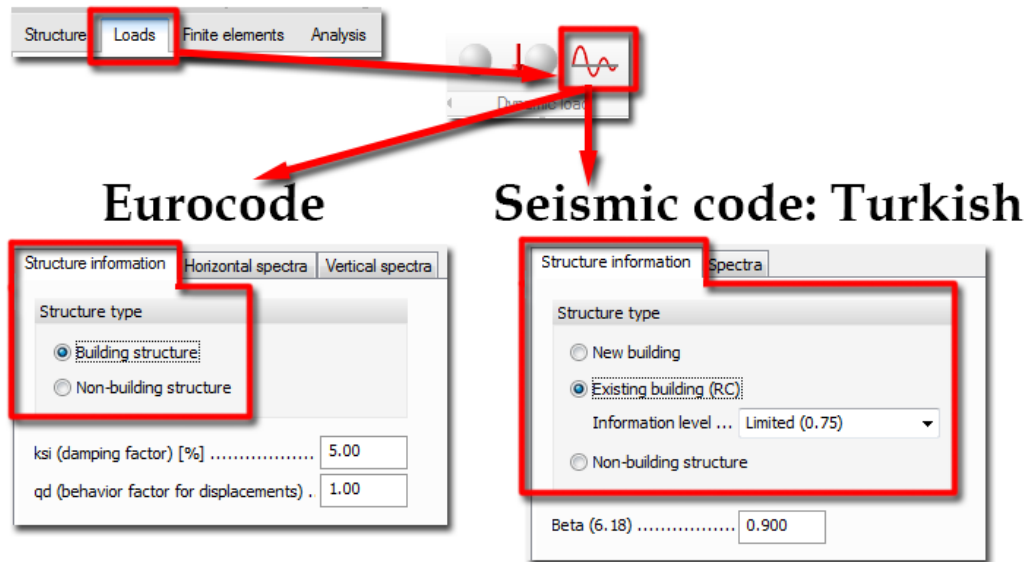 Structure Loads Finite elements Analysis
Dynamic load
Eurocode
Seismic code: Turkish
Structure information Horizontal spectra Vertical spectra
Structure type
Building structure
Non-building structure
ksi (damping factor) [%] .................. 5.00
qd (behavior factor for displacements) . 1.00
Structure information Spectra
Structure type
New building
Existing building (RC)
Information level ... Limited (0.75)
Non-building structure
Beta (6.18) ................. 0.900